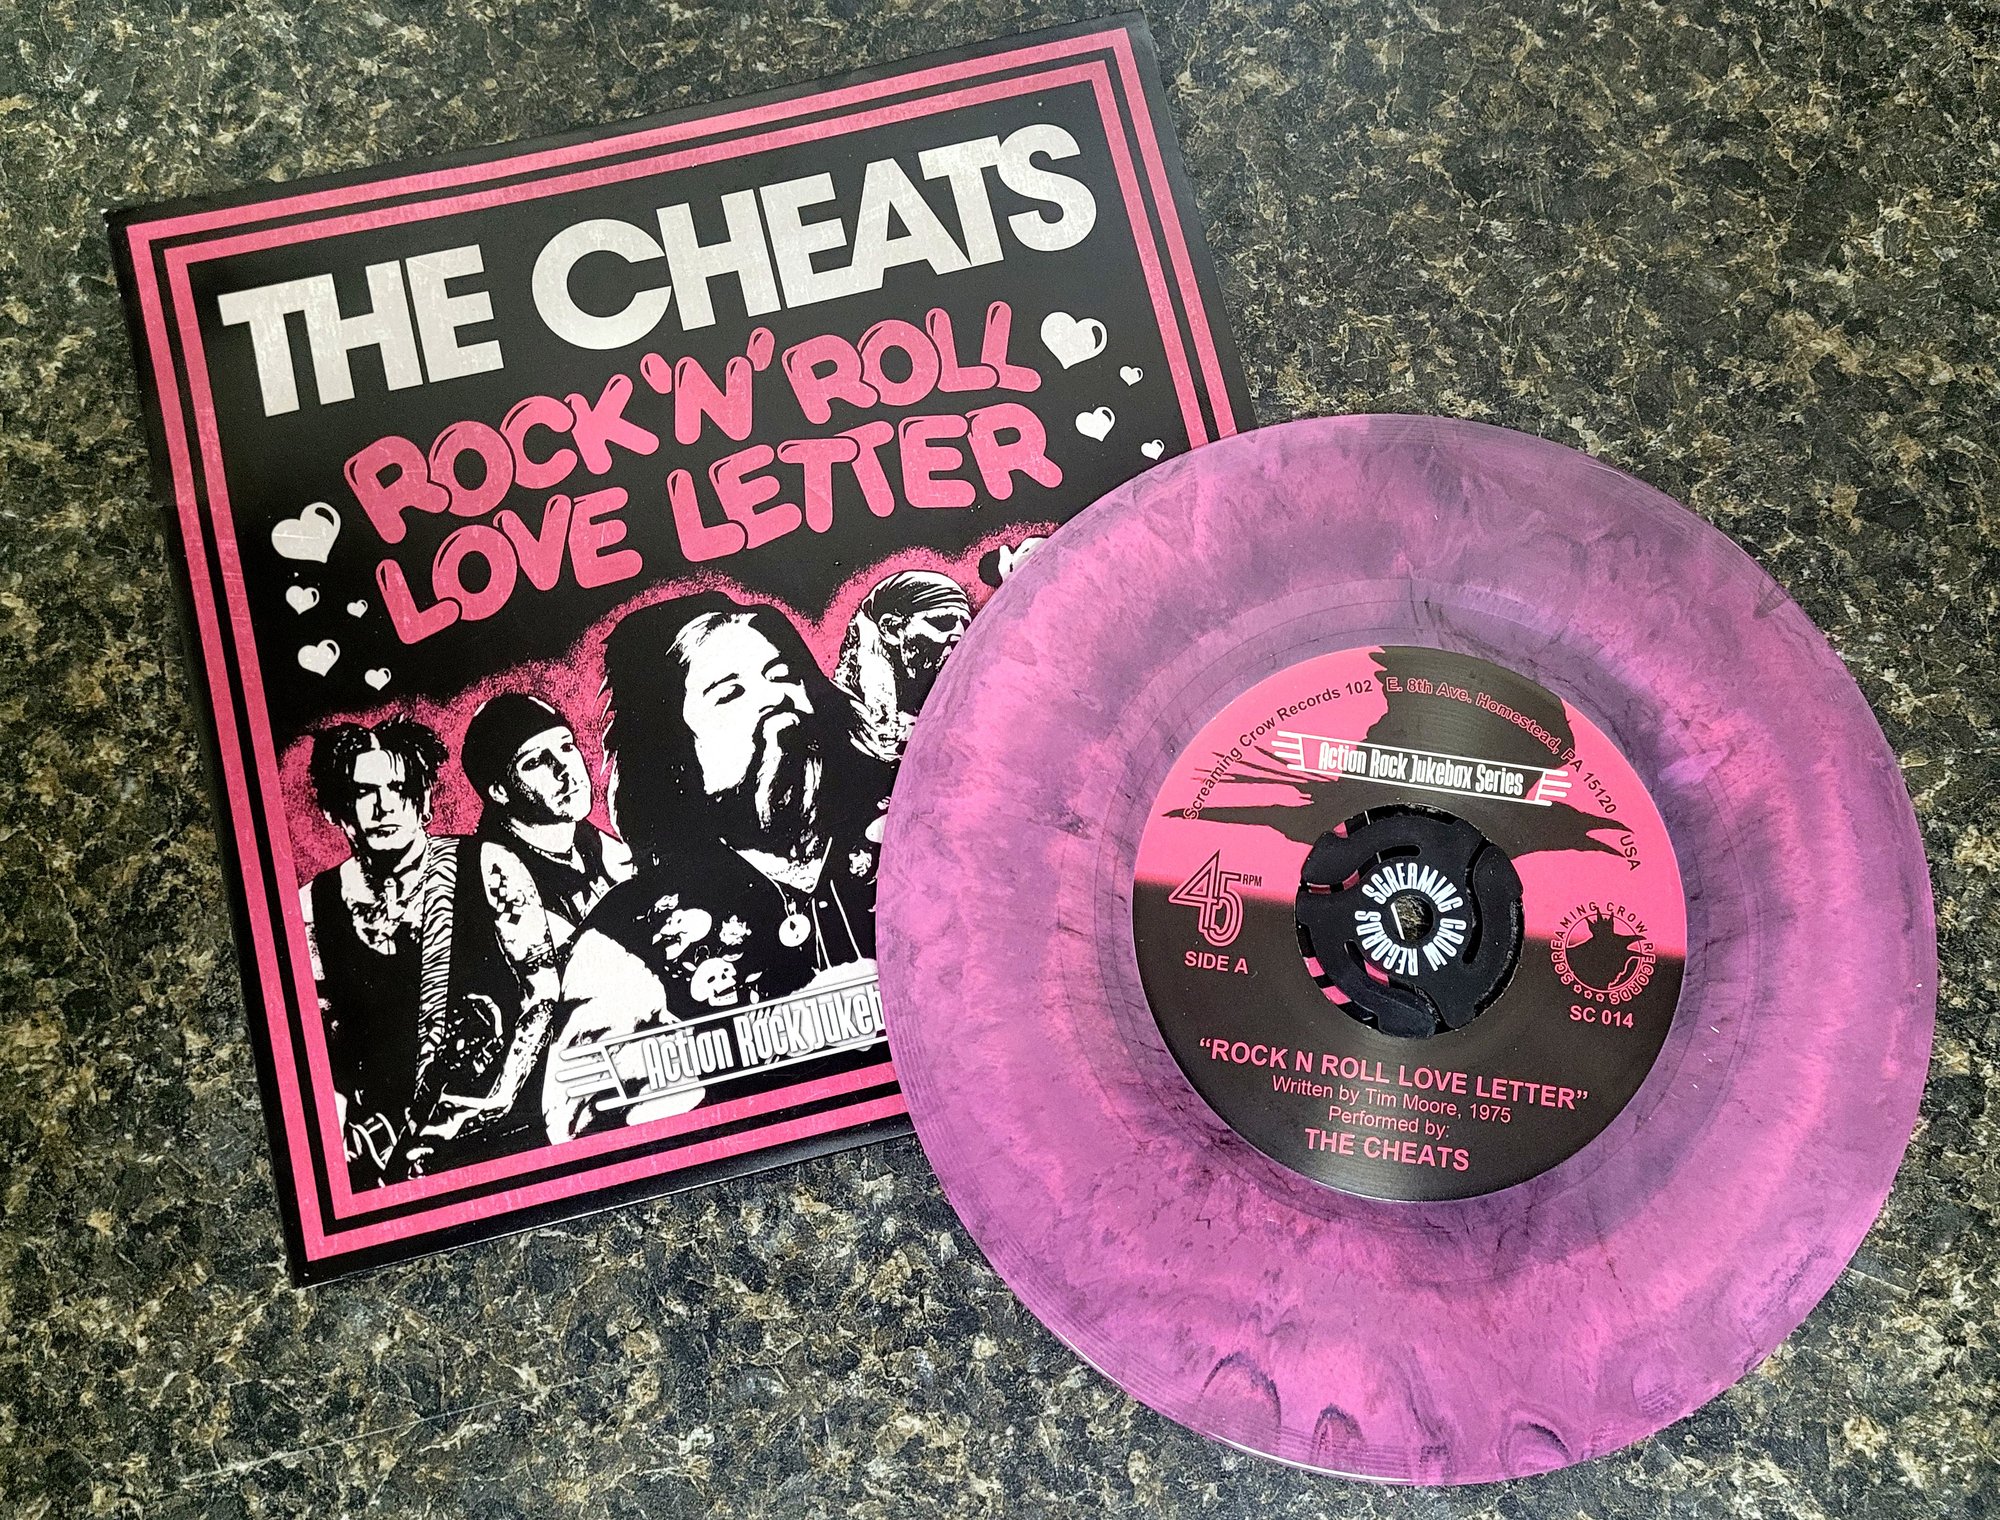 THE CHEATS
ROCK 'N' ROLL
LOVE LETTER
Action Rock
Screaming Crow Records 102 E. 8th Ave. Homestead, PA 15120 USA
Action Rock Jukebox Series
45 RPM
SIDE A
SCREAMING CROW RECORDS
SCREAMING CROW RECORDS
SC 014
“ROCK N ROLL LOVE LETTER”
Written by Tim Moore, 1975
Performed by:
THE CHEATS